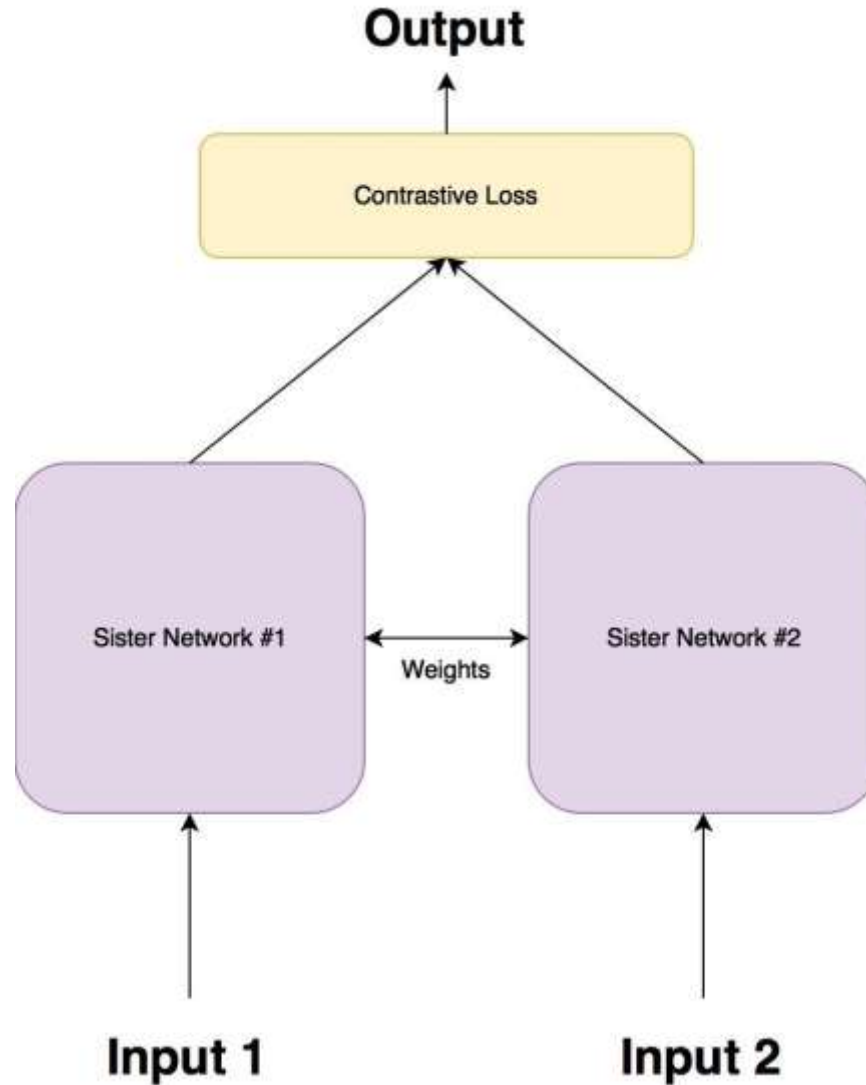 Output
Contrastive Loss
Sister Network #1
Weights
Sister Network #2
Input 1
Input 2